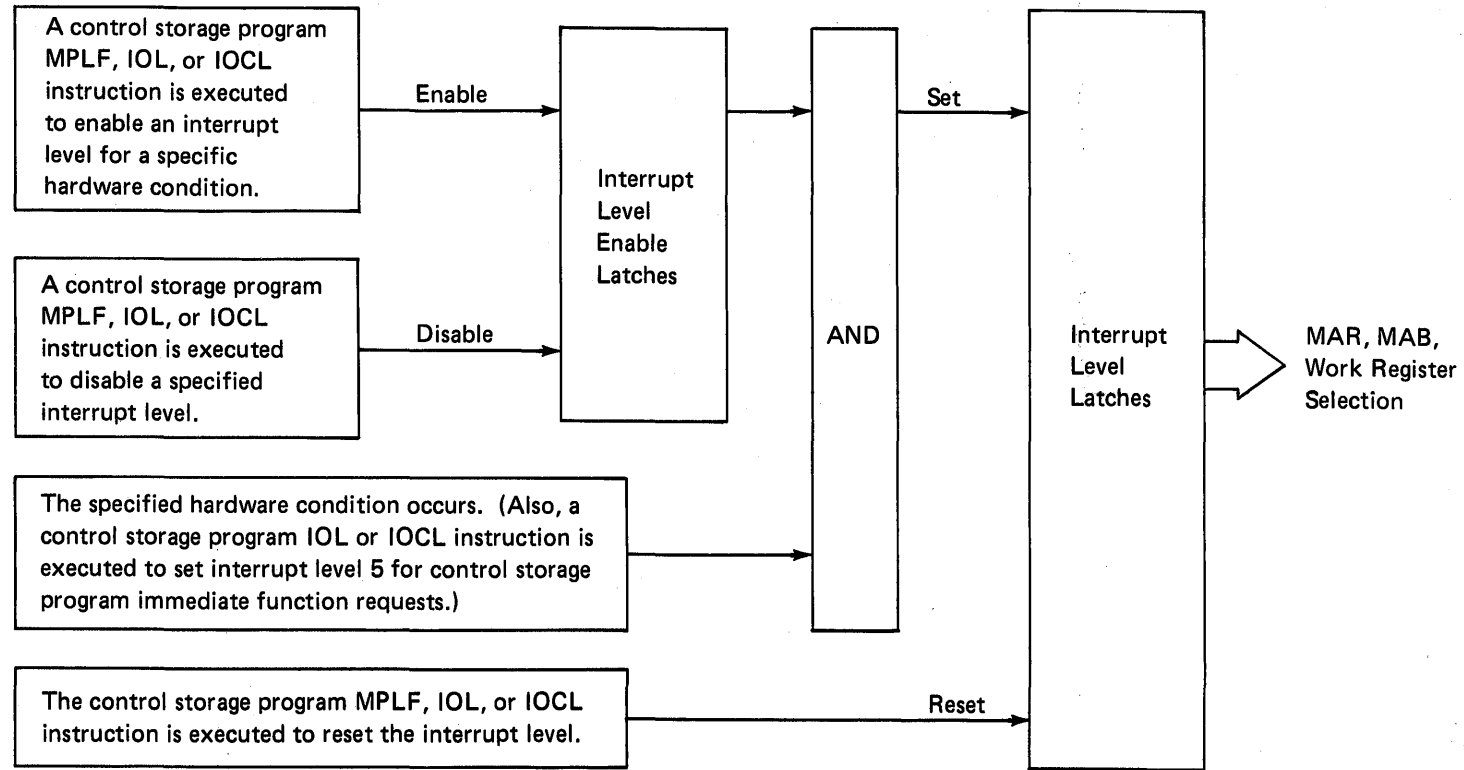 A control storage program
MPLF, IOL, or IOCL
instruction is executed
to enable an interrupt
level for a specific
hardware condition.
Enable
A control storage program
MPLF, IOL, or IOCL
instruction is executed
to disable a specified
interrupt level.
Disable
Interrupt
Level
Enable
Latches
The specified hardware condition occurs. (Also, a
control storage program IOL or IOCL instruction is
executed to set interrupt level 5 for control storage
program immediate function requests.)
AND
Set
The control storage program MPLF, IOL, or IOCL
instruction is executed to reset the interrupt level.
Reset
Interrupt
Level
Latches
MAR, MAB,
Work Register
Selection